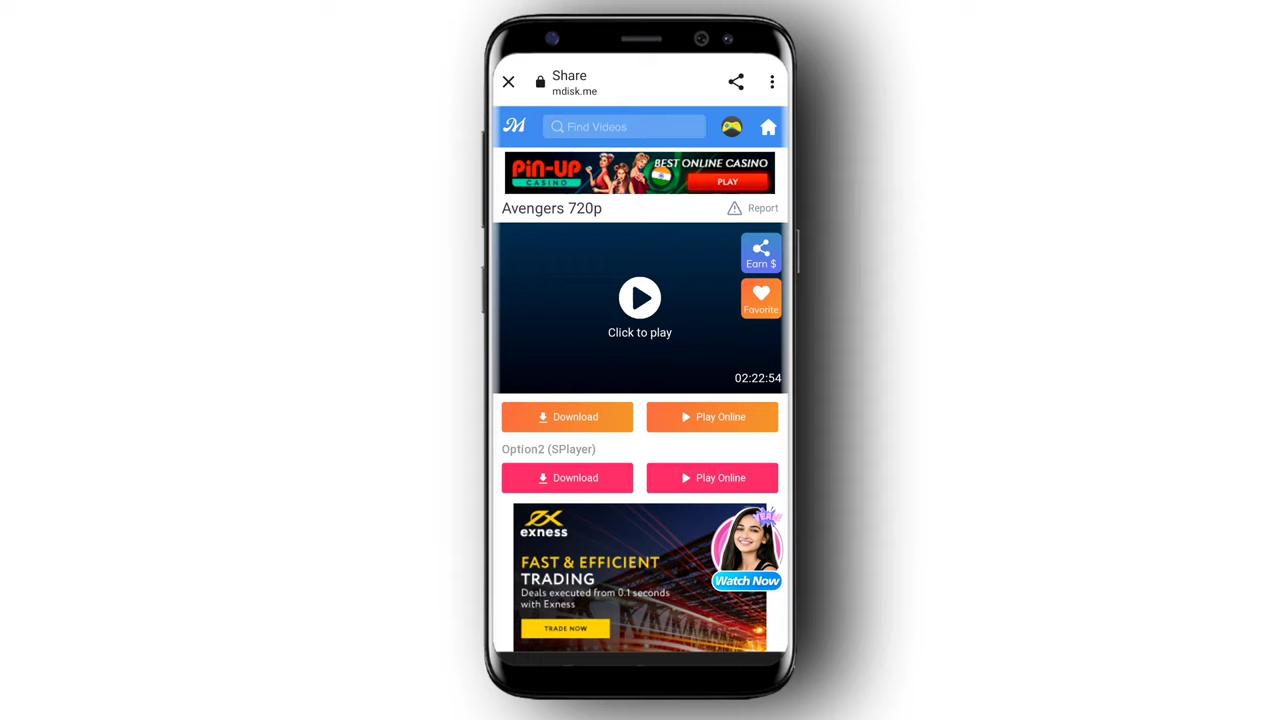 Share
mdisk.me
M
Find Videos
PiN-UP
CASINO
BEST ONLINE CASINO
PLAY
Avengers 720p
Report
Earn $
Click to play
Favorite
02:22:54
Download
Play Online
Option2 (SPlayer)
Download
Play Online
exness
YEAH!
FAST & EFFICIENT
TRADING
Deals executed from 0.1 seconds
with Exness
Watch Now
TRADE NOW